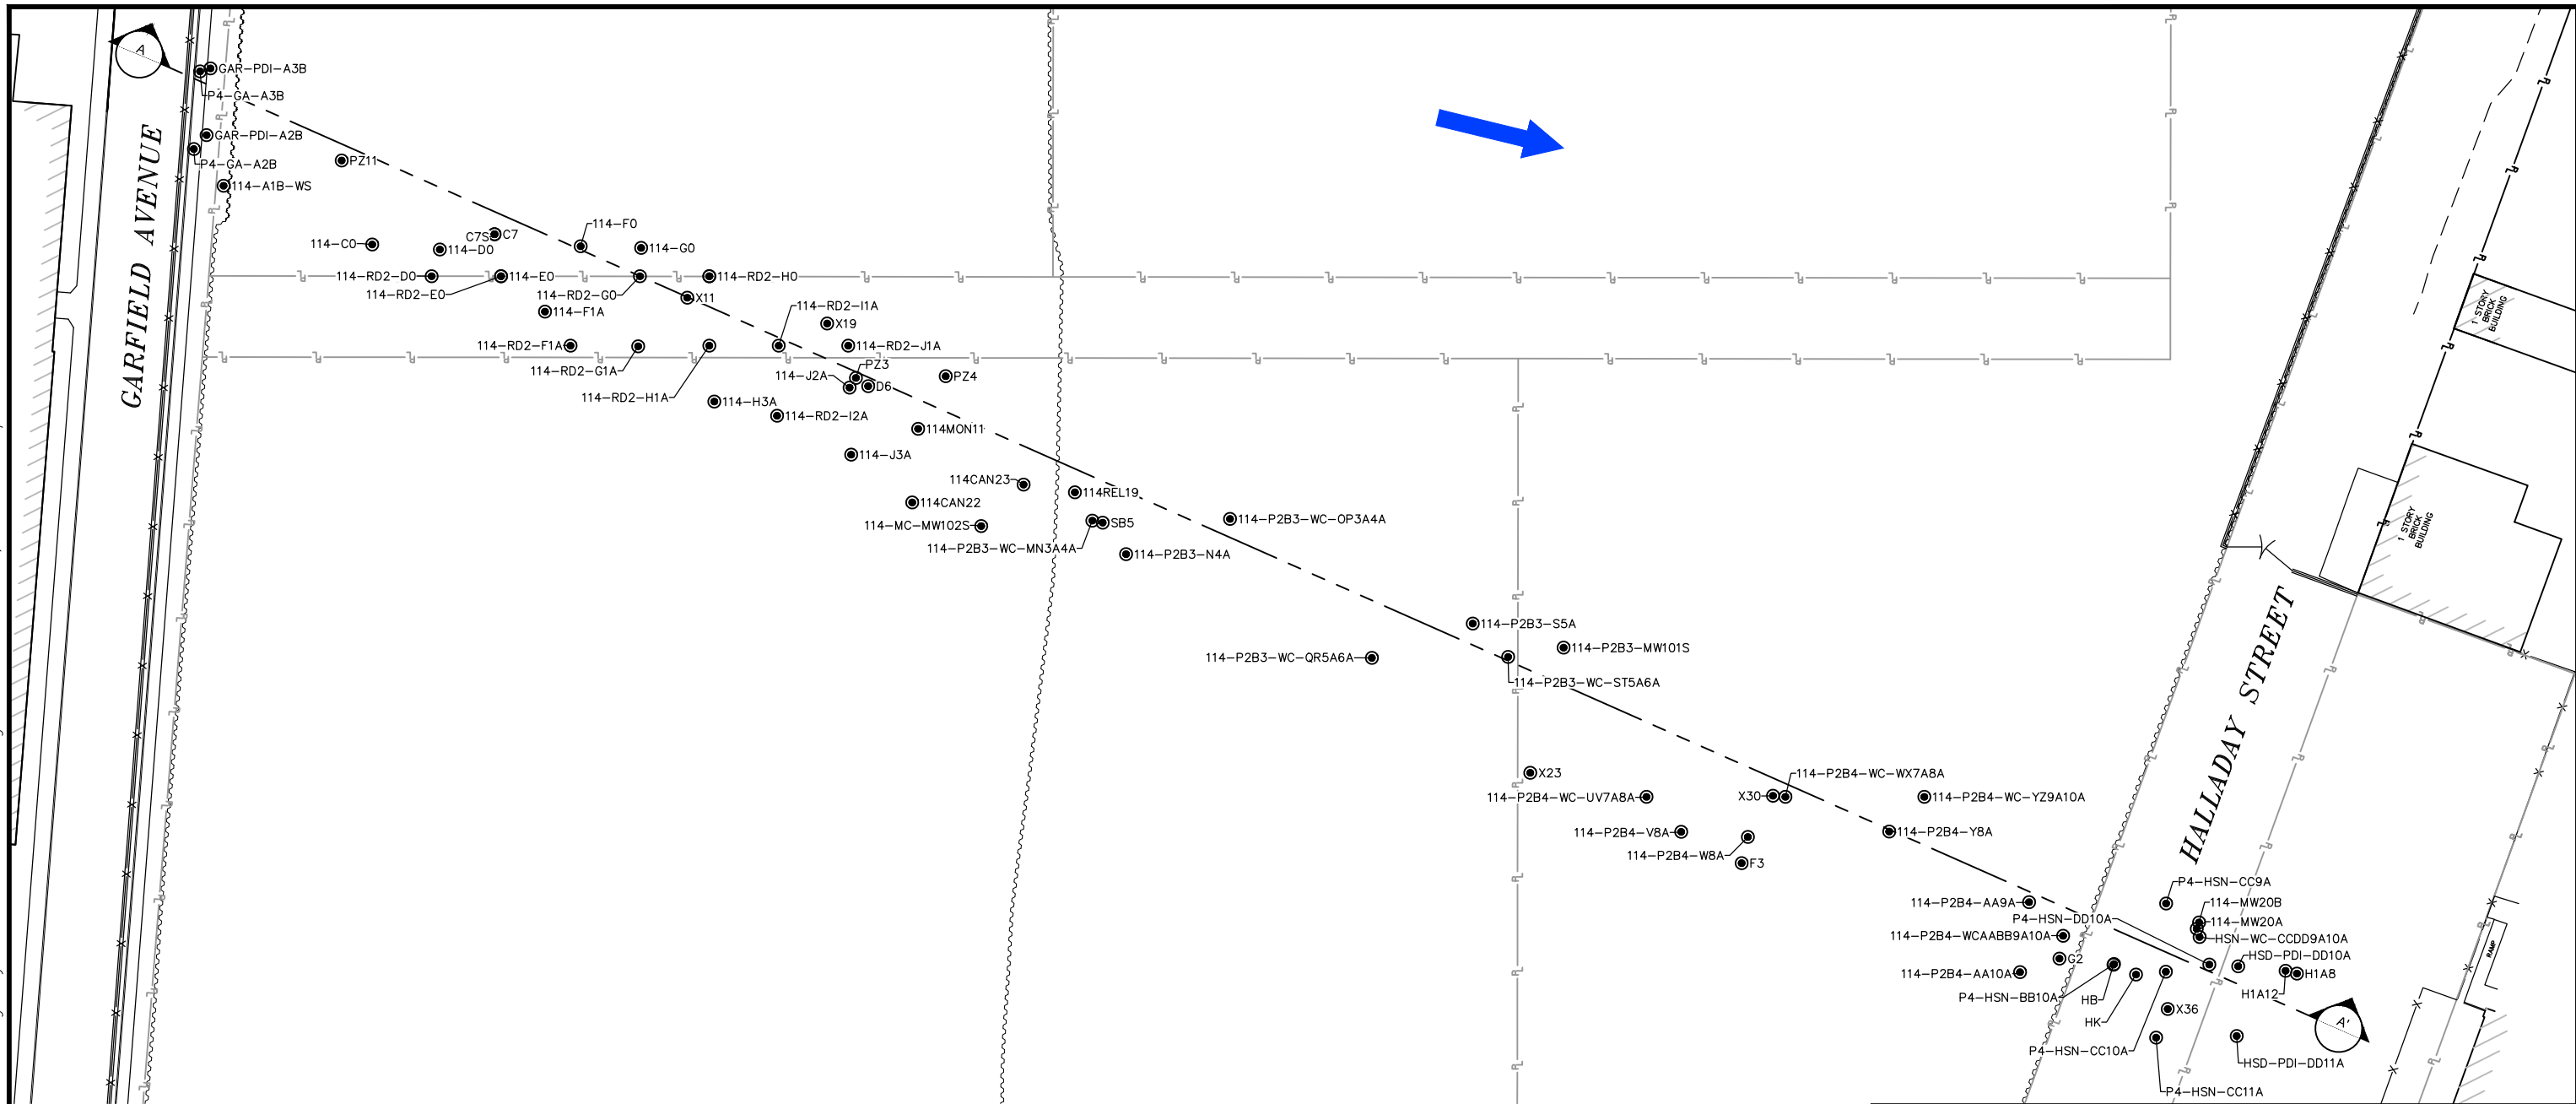 A
GAR-PDI-A3B
P4-GA-A3B
GAR-PDI-A2B
P4-GA-A2B
114-A1B-WS
PZ11
GARFIELD AVENUE
114-C0
114-D0
C7S
C7
114-F0
114-G0
114-RD2-D0
114-E0
114-RD2-E0
114-RD2-G0
114-RD2-H0
X11
114-F1A
114-RD2-I1A
X19
114-RD2-F1A
114-RD2-J1A
114-RD2-G1A
PZ3
114-J2A
D6
PZ4
114-RD2-H1A
114-H3A
114-RD2-I2A
114MON11
114-J3A
114CAN23
114REL19
114CAN22
114-MC-MW102S
SB5
114-P2B3-WC-OP3A4A
114-P2B3-WC-MN3A4A
114-P2B3-N4A
1 STORY
BRICK
BUILDING
1 STORY
BRICK
BUILDING
114-P2B3-S5A
114-P2B3-MW101S
114-P2B3-WC-QR5A6A
114-P2B3-WC-ST5A6A
HALLADAY STREET
X23
114-P2B4-WC-WX7A8A
114-P2B4-WC-UV7A8A
X30
114-P2B4-WC-YZ9A10A
114-P2B4-V8A
114-P2B4-Y8A
114-P2B4-W8A
F3
P4-HSN-CC9A
114-P2B4-AA9A
114-MW20B
P4-HSN-DD10A
114-MW20A
114-P2B4-WCAABB9A10A
HSN-WC-CCDD9A10A
G2
HSD-PDI-DD10A
114-P2B4-AA10A
H1A8
P4-HSN-BB10A
HB
H1A12
HK
X36
A'
P4-HSN-CC10A
HSD-PDI-DD11A
P4-HSN-CC11A
RAMP